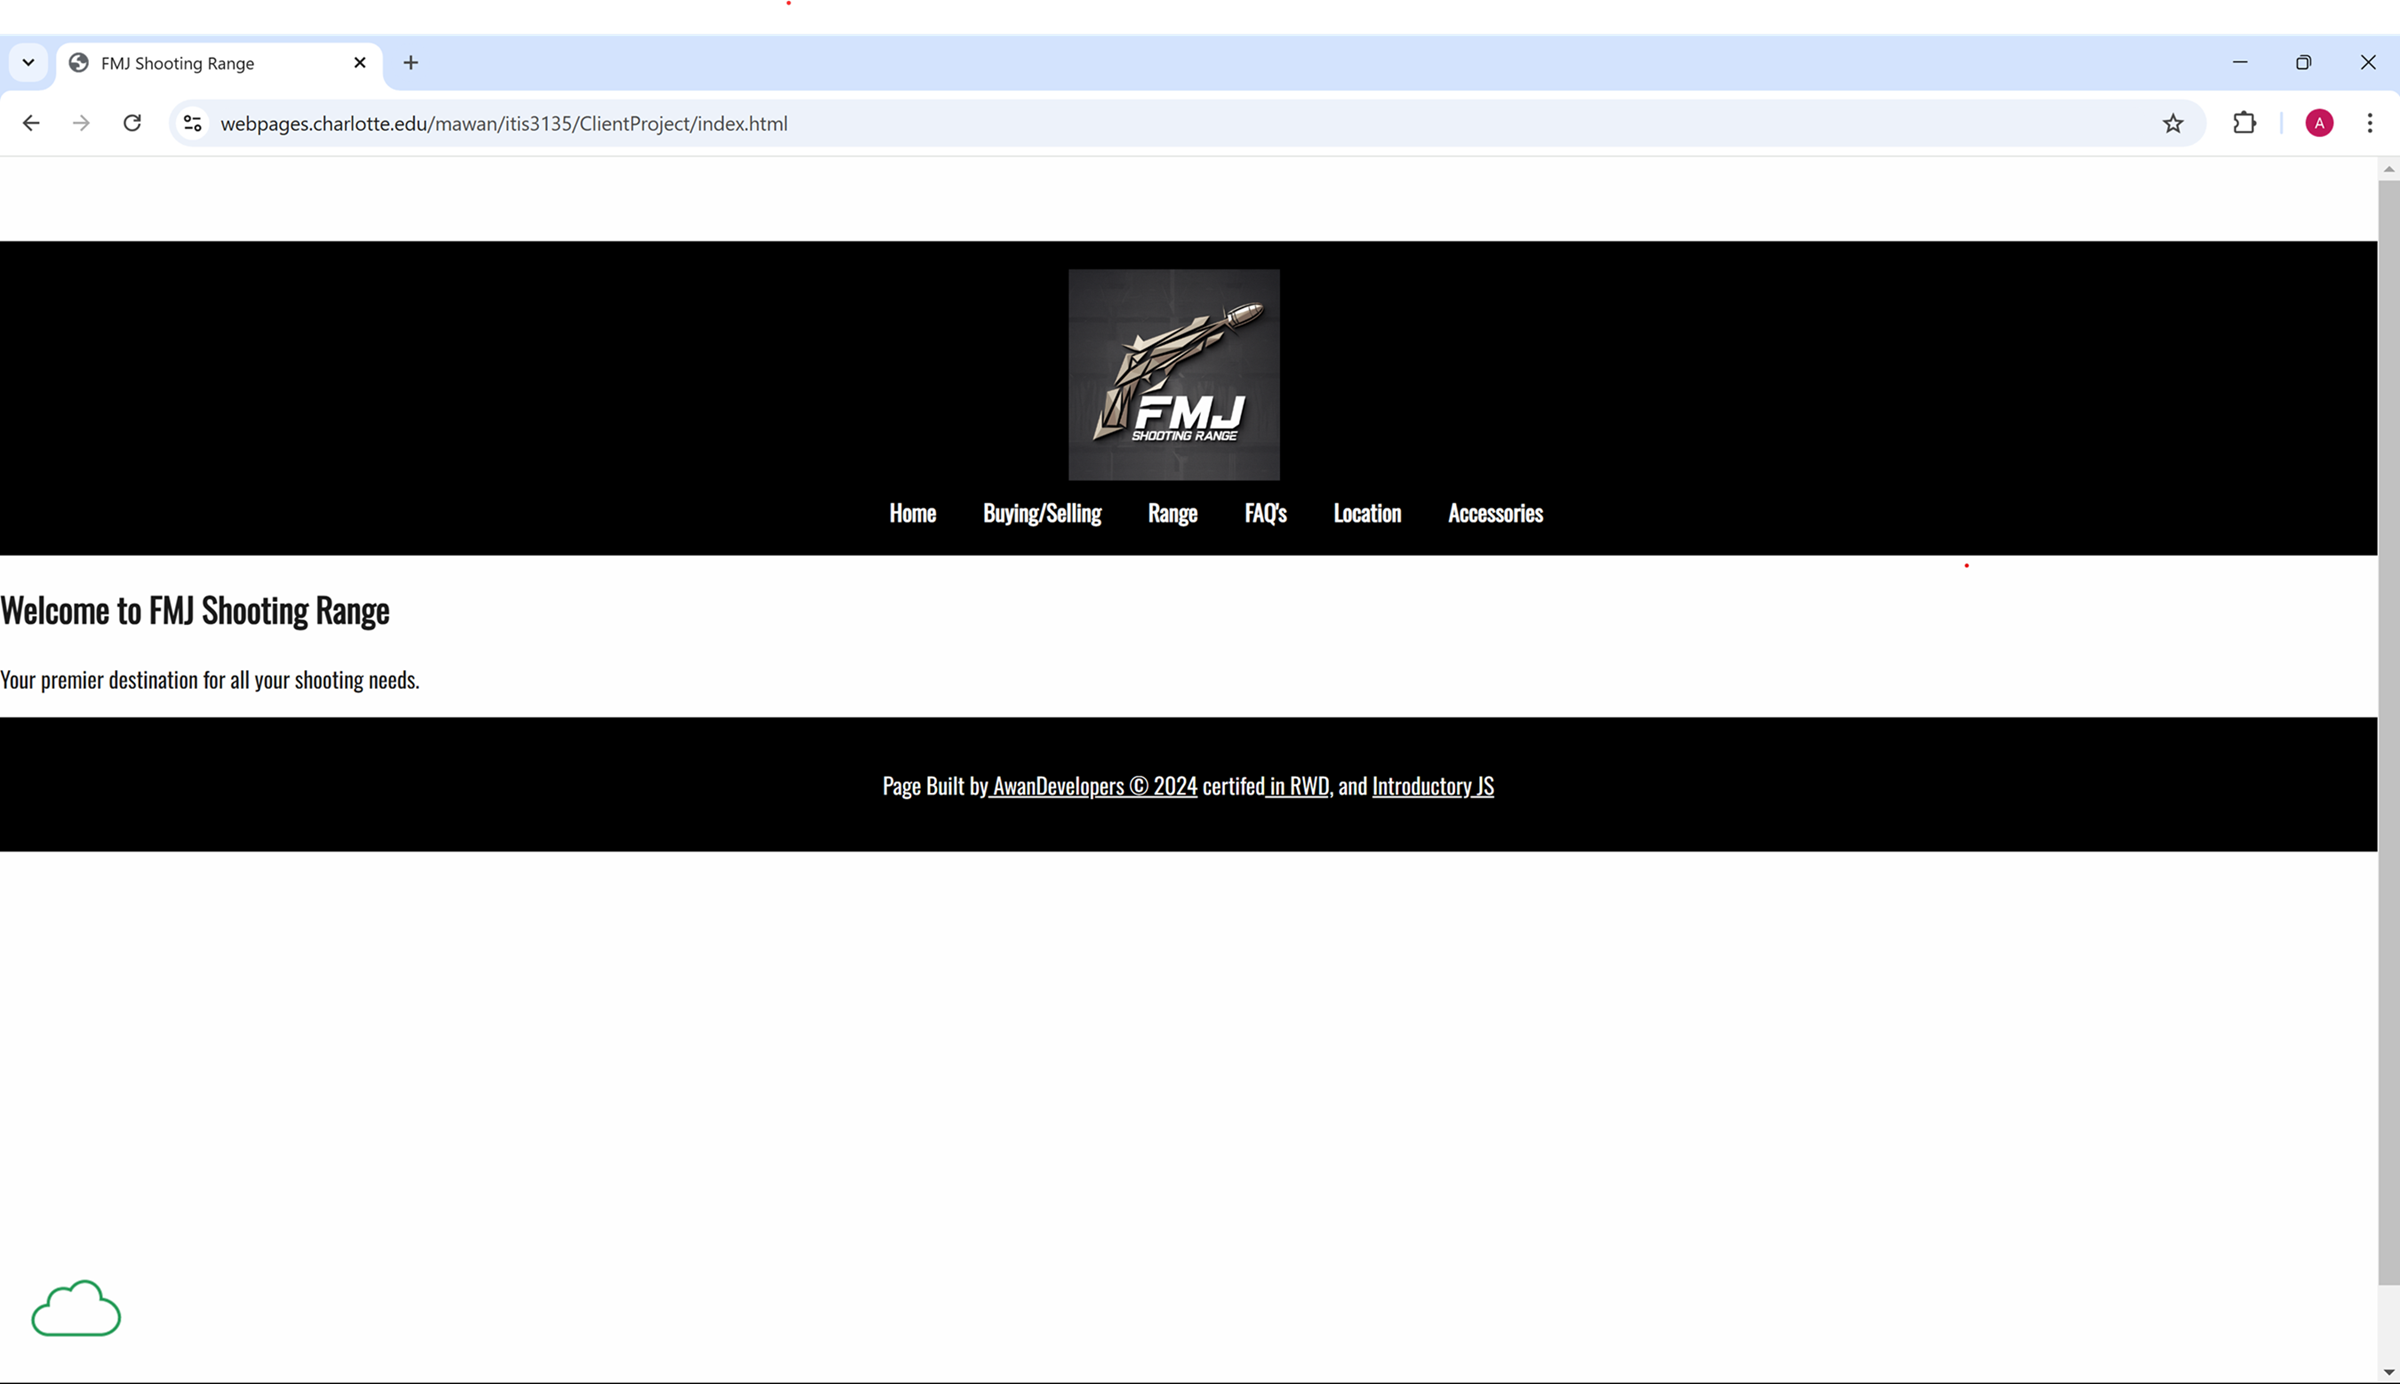 FMJ Shooting Range
webpages.charlotte.edu/mawan/itis3135/ClientProject/index.html
A
FMJ
SHOOTING RANGE
Home Buying/Selling Range FAQ's Location Accessories
Welcome to FMJ Shooting Range
Your premier destination for all your shooting needs.
Page Built by AwanDevelopers © 2024 certifed in RWD, and Introductory JS